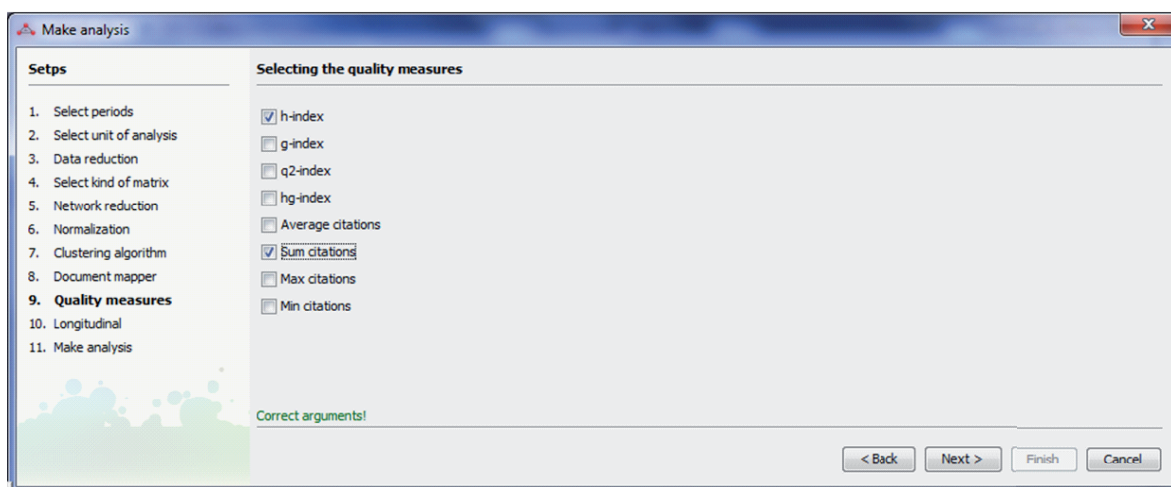 Make analysis
Setps
1. Select periods
2. Select unit of analysis
3. Data reduction
4. Select kind of matrix
5. Network reduction
6. Normalization
7. Clustering algorithm
8. Document mapper
9. Quality measures
10. Longitudinal
11. Make analysis
Selecting the quality measures
h-index
g-index
q2-index
hg-index
Average citations
Sum citations
Max citations
Min citations
Correct arguments!
< Back Next > Finish Cancel